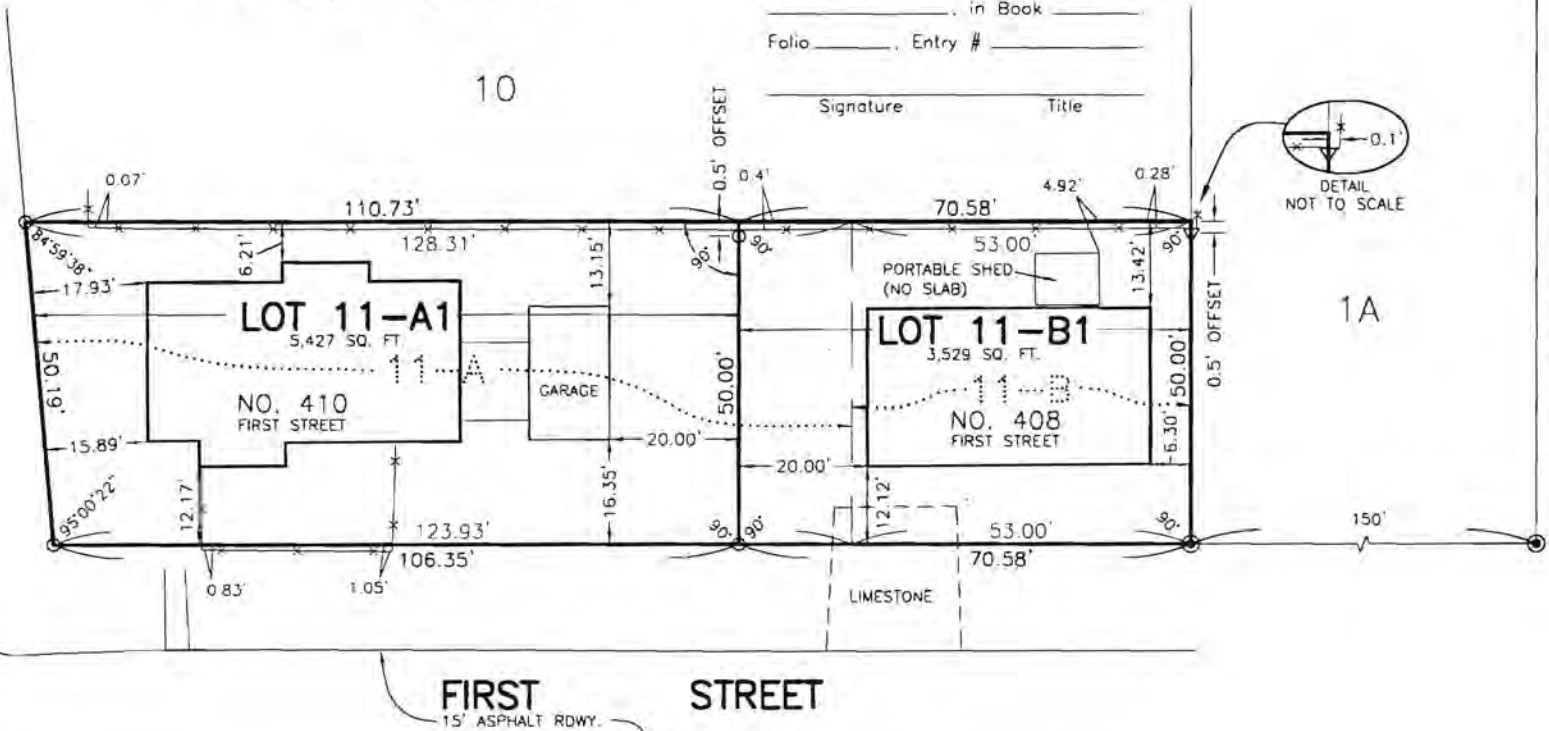 , in Book
Folio , Entry #
Signature Title
10
0.5' OFFSET
0.07'
110.73'
128.31'
0.4'
70.58'
4.92'
0.28'
53.00'
0.1'
DETAIL
NOT TO SCALE
84°59'38"
6.21'
13.15'
90°
90°
13.42'
90°
PORTABLE SHED
(NO SLAB)
17.93'
LOT 11-A1
5,427 SQ. FT.
LOT 11-B1
3,529 SQ. FT.
0.5' OFFSET
1A
50.19'
11 A
GARAGE
50.00'
11-B
50.00'
NO. 410
FIRST STREET
NO. 408
FIRST STREET
15.89'
20.00'
20.00'
6.30'
95°00'22"
12.17'
16.35'
12.12'
123.93'
106.35'
90°
90°
53.00'
70.58'
90°
150'
0.83'
1.05'
LIMESTONE
FIRST STREET
15' ASPHALT RDWY.